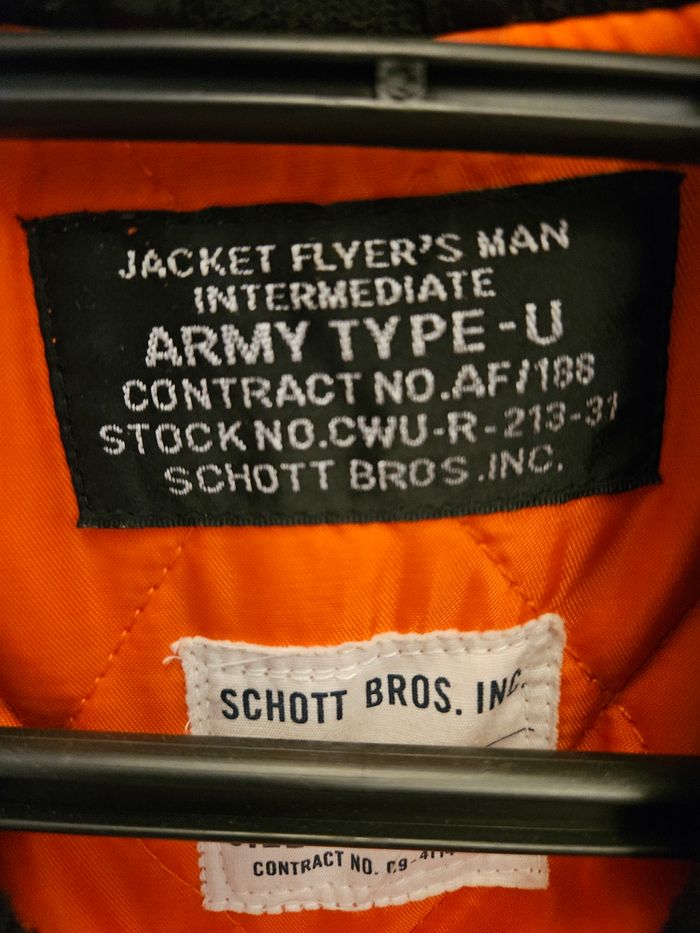 JACKET FLYER'S MAN
INTERMEDIATE
ARMY TYPE-U
CONTRACT NO.AF/188
STOCK NO.CWU-R-213-31
SCHOTT BROS.INC.
SCHOTT BROS. INC.
CONTRACT NO.